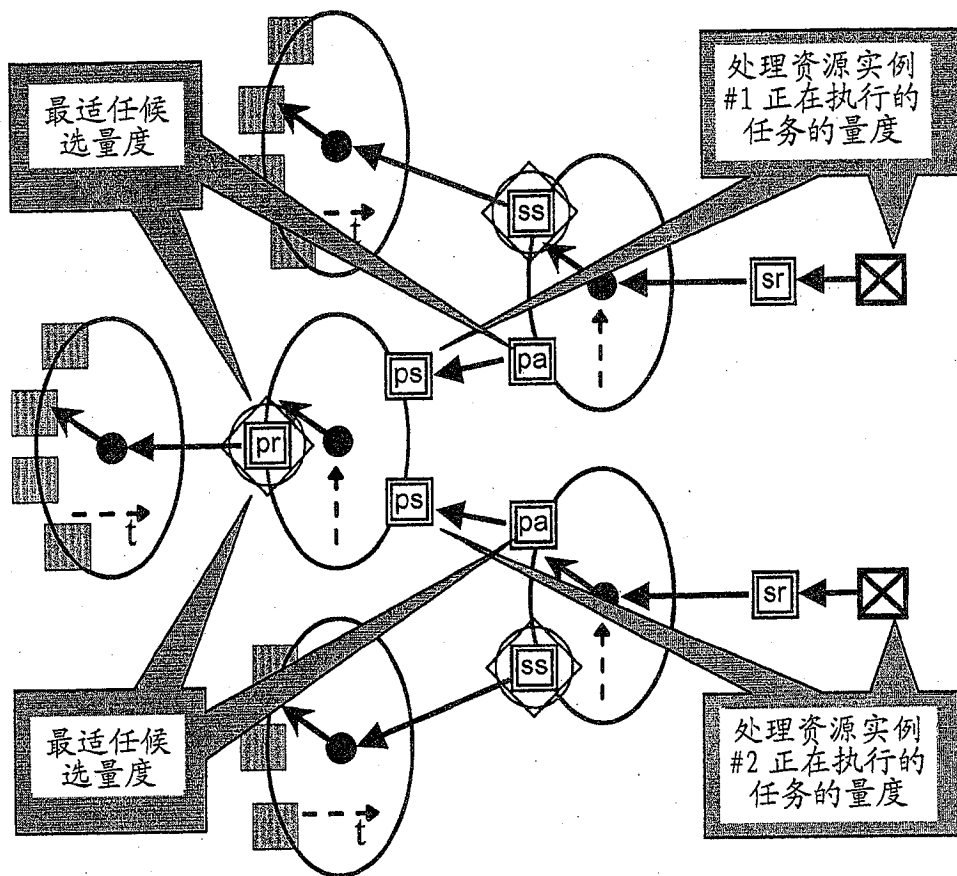 最适任候
选量度
处理资源实例
#1 正在执行的
任务的量度
t
ss
sr
ps
pa
pr
t
ps
pa
sr
ss
t
最适任候
选量度
处理资源实例
#2 正在执行的
任务的量度